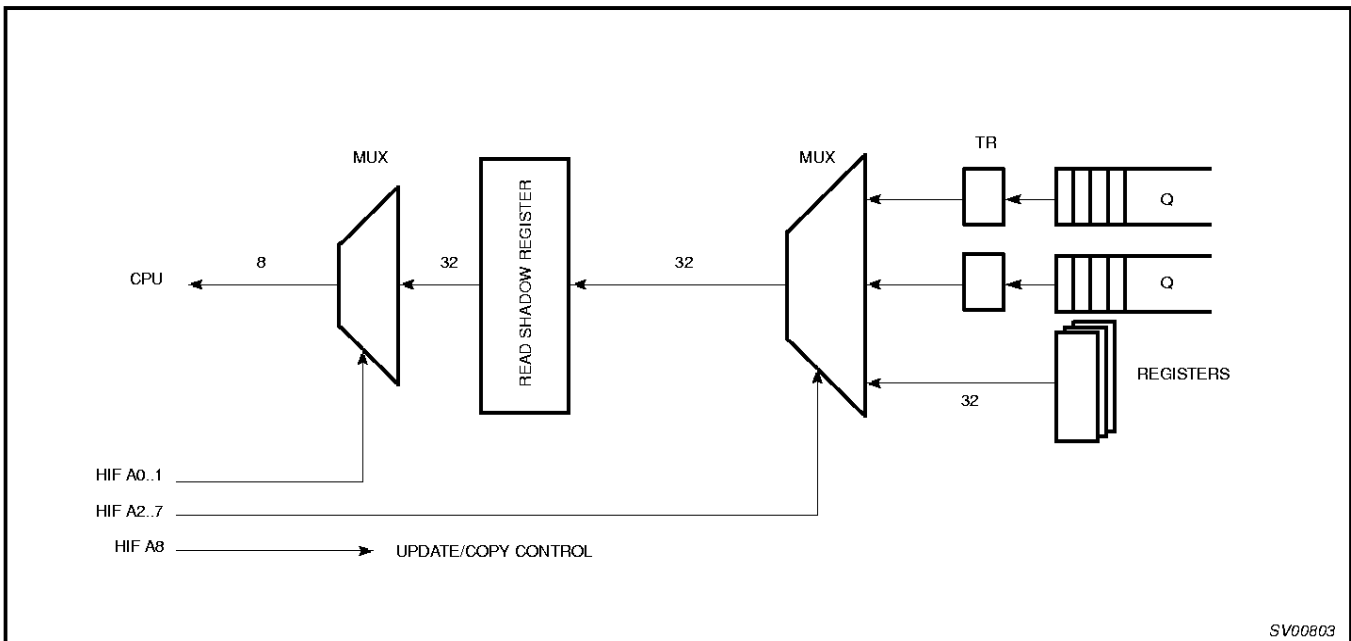 TR
MUX
MUX
Q
READ SHADOW REGISTER
8
32
32
CPU
Q
REGISTERS
32
HIF A0..1
HIF A2..7
HIF A8
UPDATE/COPY CONTROL
SV00803